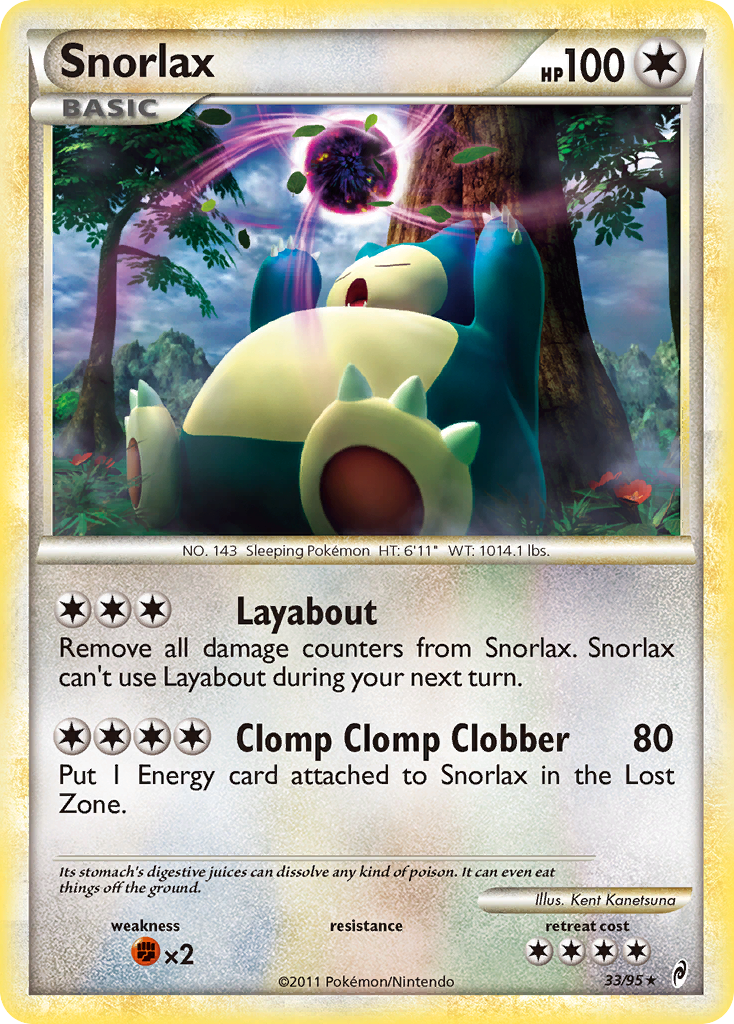 Snorlax
HP100
BASIC
NO. 143 Sleeping Pokémon HT: 6'11" WT: 1014.1 lbs.
Layabout
Remove all damage counters from Snorlax. Snorlax
can't use Layabout during your next turn.
Clomp Clomp Clobber 80
Put 1 Energy card attached to Snorlax in the Lost
Zone.
Its stomach's digestive juices can dissolve any kind of poison. It can even eat
things off the ground.
Illus. Kent Kanetsuna
weakness resistance retreat cost
×2
©2011 Pokémon/Nintendo 33/95★